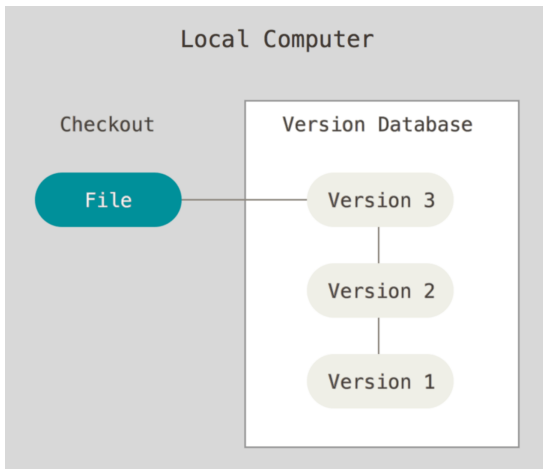 Local Computer
Checkout
Version Database
File
Version 3
Version 2
Version 1